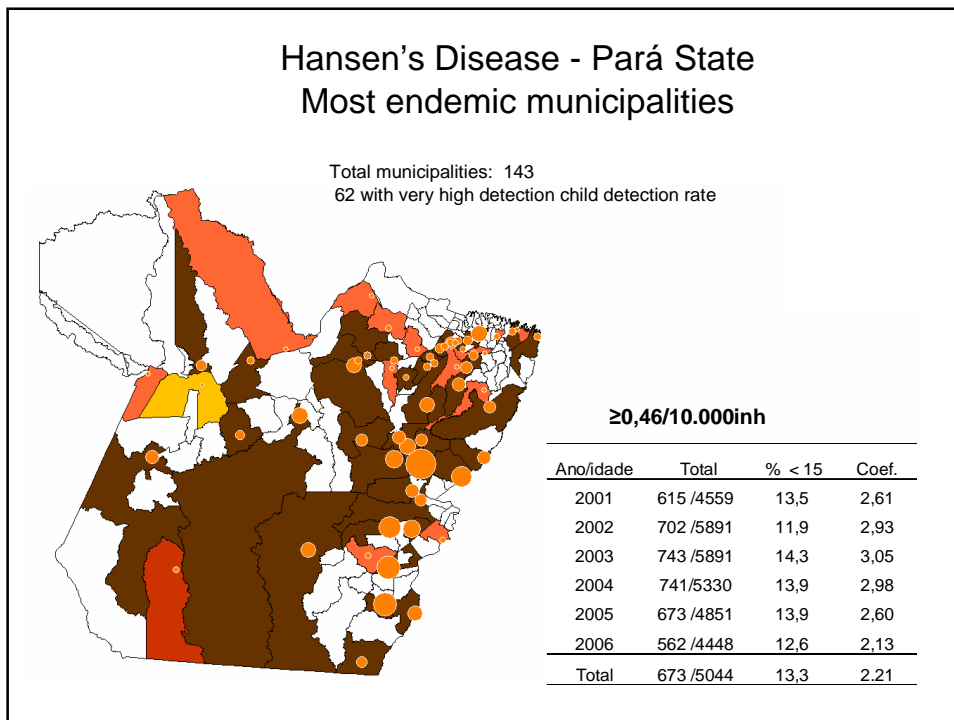 Hansen's Disease - Pará State
Most endemic municipalities
Total municipalities: 143
62 with very high detection child detection rate
≥0,46/10.000inh
Ano/idade Total % < 15 Coef.
2001 615 /4559 13,5 2,61
2002 702 /5891 11,9 2,93
2003 743 /5891 14,3 3,05
2004 741/5330 13,9 2,98
2005 673 /4851 13,9 2,60
2006 562 /4448 12,6 2,13
Total 673 /5044 13,3 2.21